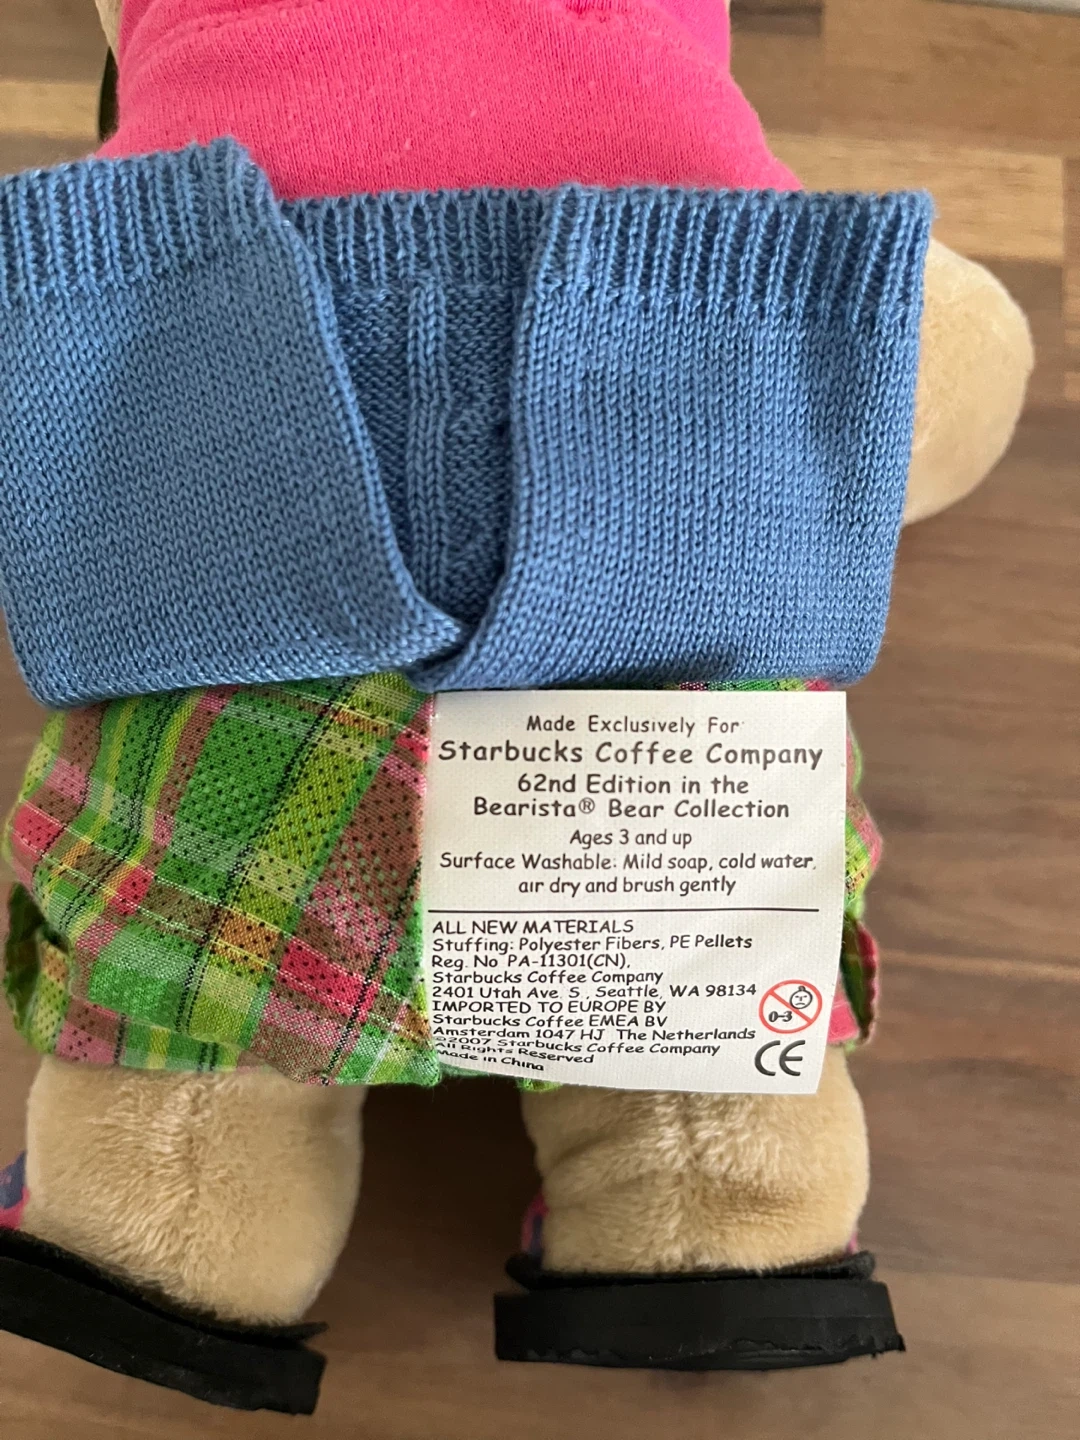 Made Exclusively For
Starbucks Coffee Company
62nd Edition in the
Bearista® Bear Collection
Ages 3 and up
Surface Washable: Mild soap, cold water,
air dry and brush gently
ALL NEW MATERIALS
Stuffing: Polyester Fibers, PE Pellets
Reg. No PA-11301(CN),
Starbucks Coffee Company
2401 Utah Ave. S., Seattle, WA 98134
IMPORTED TO EUROPE BY
Starbucks Coffee EMEA BV
Amsterdam 1047 HJ The Netherlands
©2007 Starbucks Coffee Company
All Rights Reserved
Made in China
0-3
CE